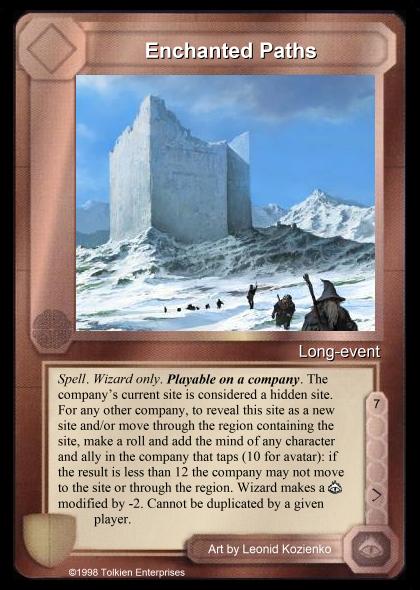 Enchanted Paths
Long-event
Spell. Wizard only. Playable on a company. The
company's current site is considered a hidden site.
For any other company, to reveal this site as a new
site and/or move through the region containing the
site, make a roll and add the mind of any character
and ally in the company that taps (10 for avatar): if
the result is less than 12 the company may not move
to the site or through the region. Wizard makes a
modified by -2. Cannot be duplicated by a given
player.
7
Art by Leonid Kozienko
©1998 Tolkien Enterprises